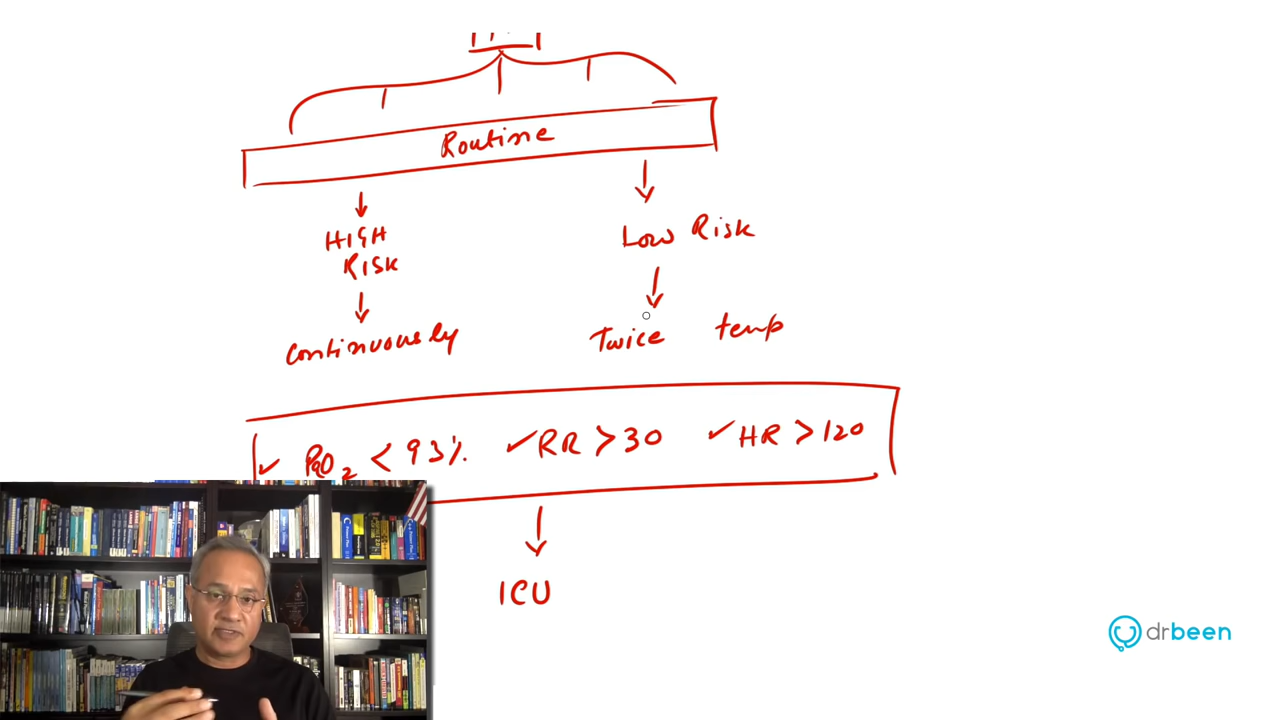 Routine
HIGH
RISK
Low Risk
Continuously
Twice temp
✓ PaO2 <93% ✓RR >30 ✓HR >120
ICU
drbeen